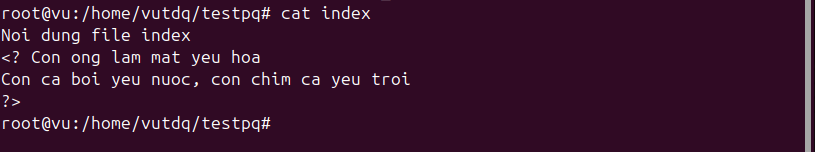 root@vu:/home/vutdq/testpq# cat index
Noi dung file index
<? Con ong lam mat yeu hoa
Con ca boi yeu nuoc, con chim ca yeu troi
?>
root@vu:/home/vutdq/testpq#